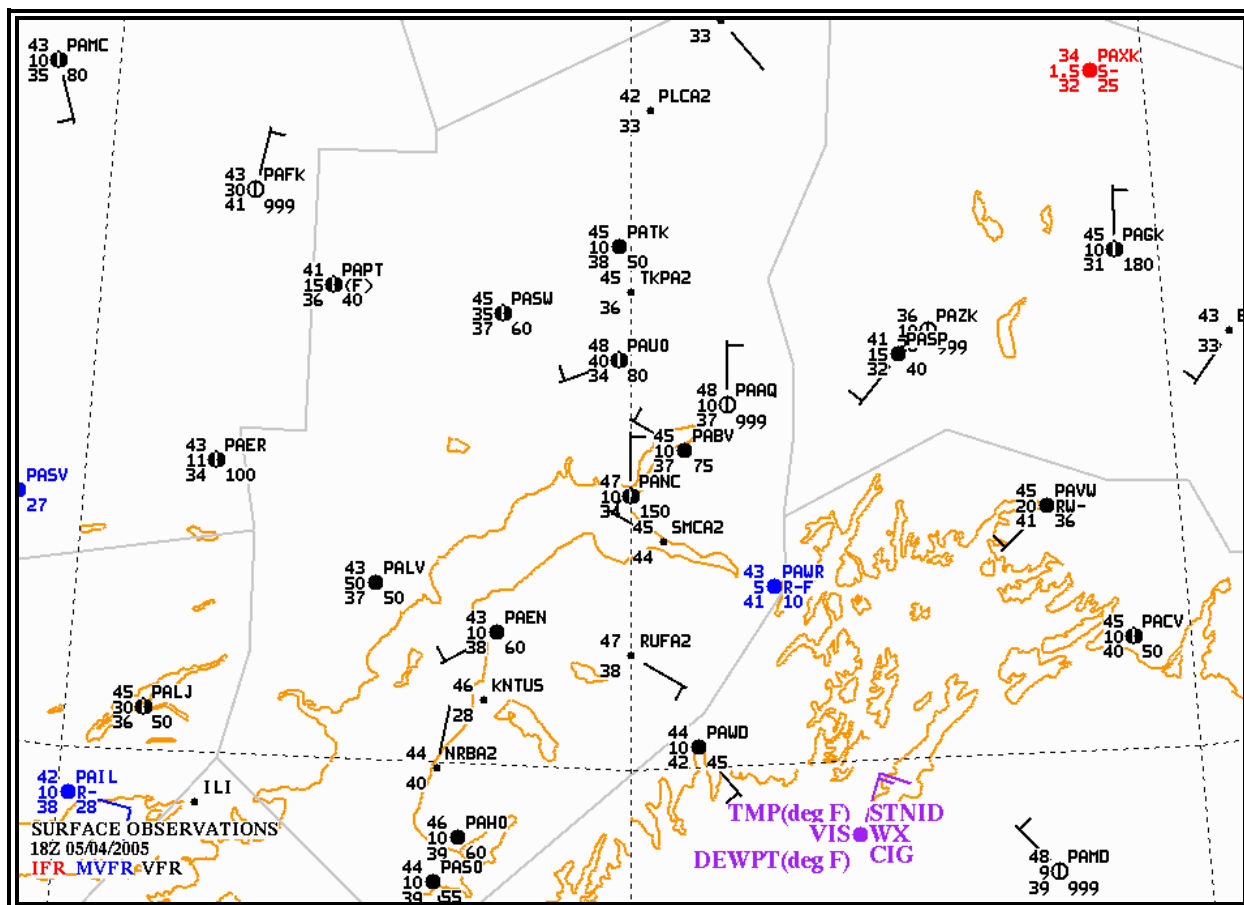 43 PAMC
10
35 80
33
34 PAXK
1.5 S-
32 25
42 PLCA2
33
43 PAFK
30
41 999
45 PATK
10
38 50
45 PAGK
10
31 180
41 PAPT
15 (F)
36 40
45 TKPA2
36
45 PASW
35
37 60
36 PAZK
10
999
43
33
41 PASP
15
32 40
48 PAUO
40
34 80
48 PAAQ
10
37 999
45 PABV
10
37 75
43 PAER
11
34 100
PASV
27
47 PANC
10
34 150
45 PAVW
20 RW-
41 36
45 SMCA2
44
43 PALV
50
37 50
43 PAWR
5 R-F
41 10
43 PAEN
10
38 60
45 PACV
10
40 50
47 RUFA2
38
45 PALJ
30
36 50
46 KNTUS
28
44 PAWD
10
42 45
44 NRBA2
40
42 PAIL
10 R-
38 28
ILI
TMP(deg F) STNID
VIS WX
DEWPT(deg F) CIG
SURFACE OBSERVATIONS
18Z 05/04/2005
IFR MVFR VFR
46 PAHO
10
39 60
48 PAMD
9
39 999
44 PASO
10
39 55